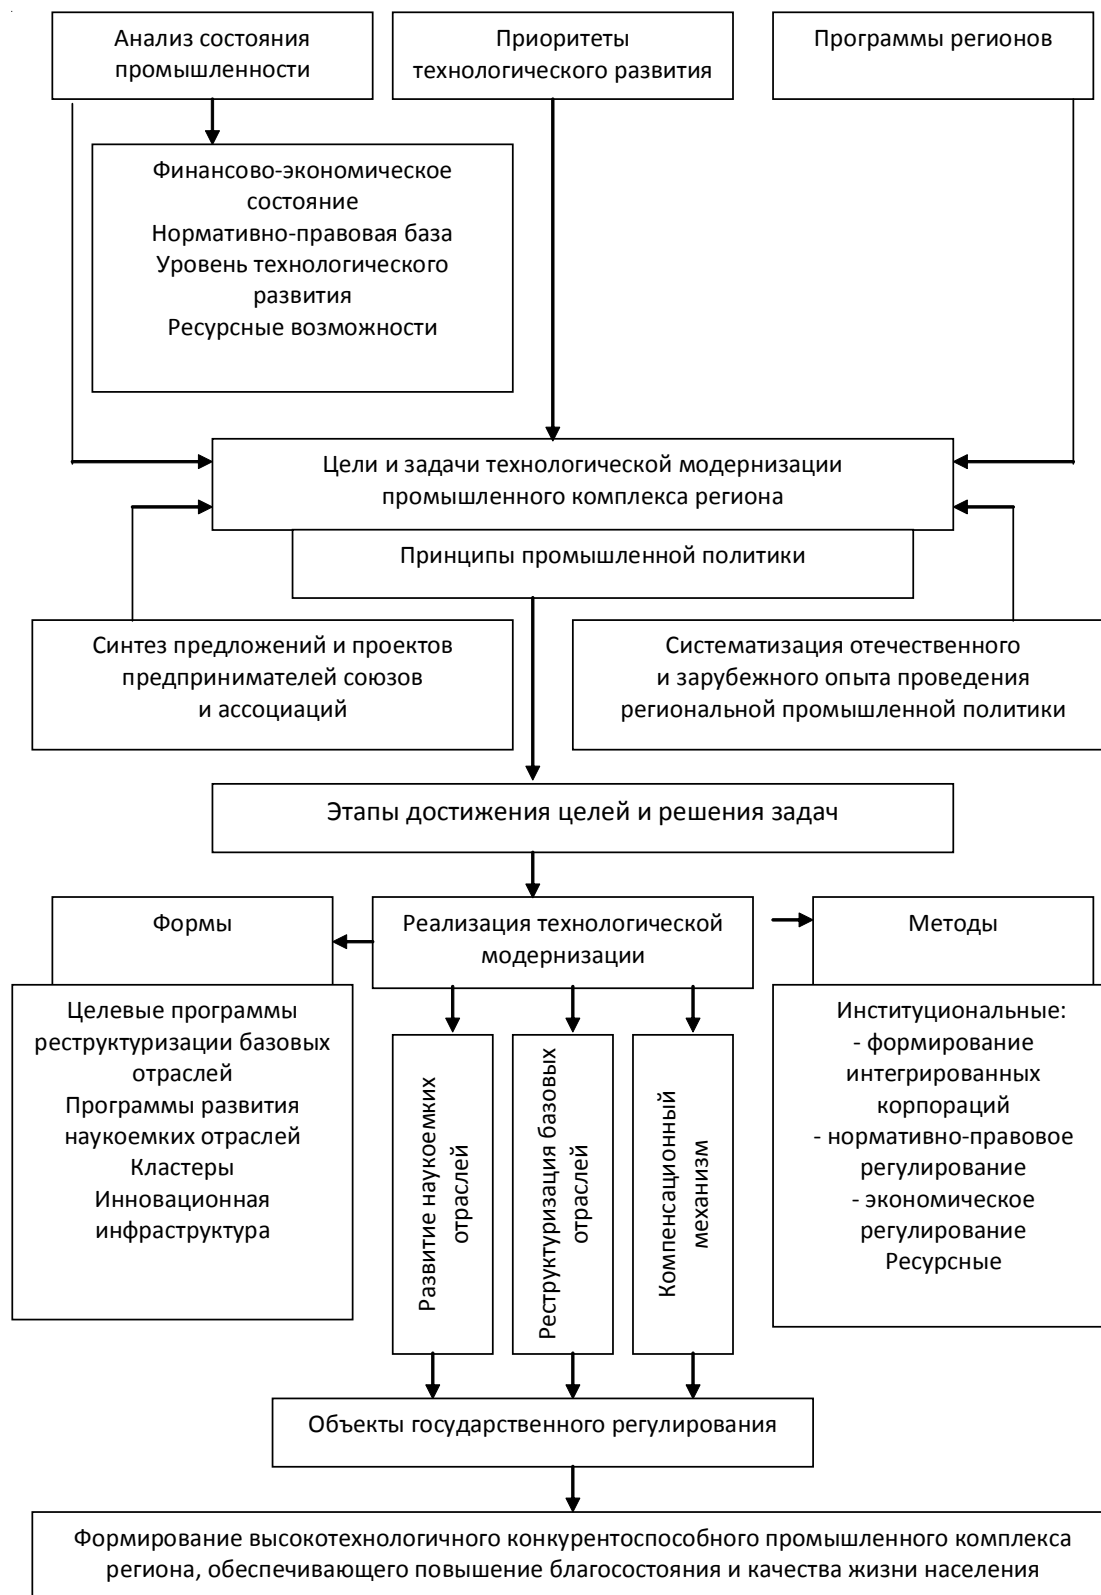 Анализ состояния
промышленности
Приоритеты
технологического развития
Программы регионов
Финансово-экономическое
состояние
Нормативно-правовая база
Уровень технологического
развития
Ресурсные возможности
Цели и задачи технологической модернизации
промышленного комплекса региона
Принципы промышленной политики
Синтез предложений и проектов
предпринимателей союзов
и ассоциаций
Систематизация отечественного
и зарубежного опыта проведения
региональной промышленной политики
Этапы достижения целей и решения задач
Формы
Реализация технологической
модернизации
Методы
Целевые программы
реструктуризации базовых
отраслей
Программы развития
наукоемких отраслей
Кластеры
Инновационная
инфраструктура
Развитие наукоемких
отраслей
Реструктуризация базовых
отраслей
Компенсационный
механизм
Институциональные:
- формирование
интегрированных
корпораций
- нормативно-правовое
регулирование
- экономическое
регулирование
Ресурсные
Объекты государственного регулирования
Формирование высокотехнологичного конкурентоспособного промышленного комплекса
региона, обеспечивающего повышение благосостояния и качества жизни населения